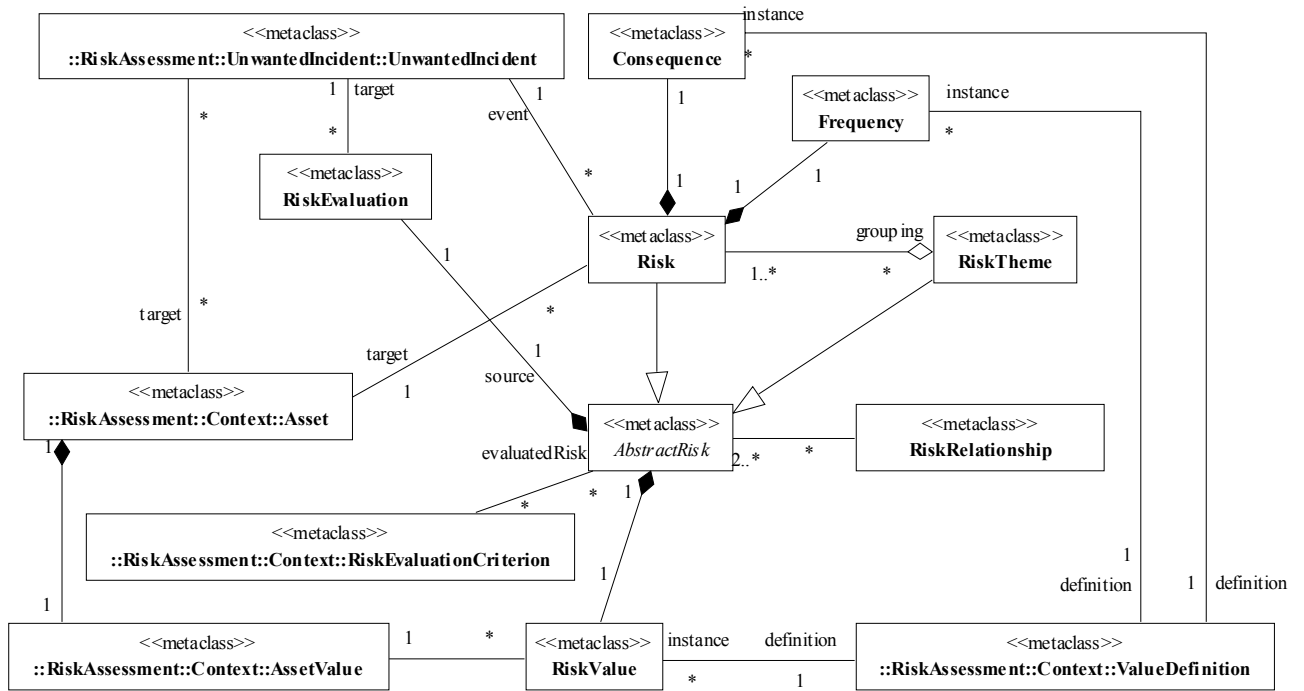 <<metaclass>>
::RiskAssessment::UnwantedIncident::UnwantedIncident
<<metaclass>>
Consequence
instance
*
1
target
*
1
event
1
<<metaclass>>
Frequency
instance
*
*
<<metaclass>>
RiskEvaluation
*
1
1
1
<<metaclass>>
Risk
grouping
1..*
*
<<metaclass>>
RiskTheme
1
*
target
*
target
1
1
source
<<metaclass>>
::RiskAssessment::Context::Asset
1
<<metaclass>>
AbstractRisk
evaluatedRisk
2..*
*
<<metaclass>>
RiskRelationship
*
*
1
<<metaclass>>
::RiskAssessment::Context::RiskEvaluationCriterion
1
definition
1
definition
1
1
<<metaclass>>
::RiskAssessment::Context::AssetValue
1
*
<<metaclass>>
RiskValue
instance
definition
*
1
<<metaclass>>
::RiskAssessment::Context::ValueDefinition